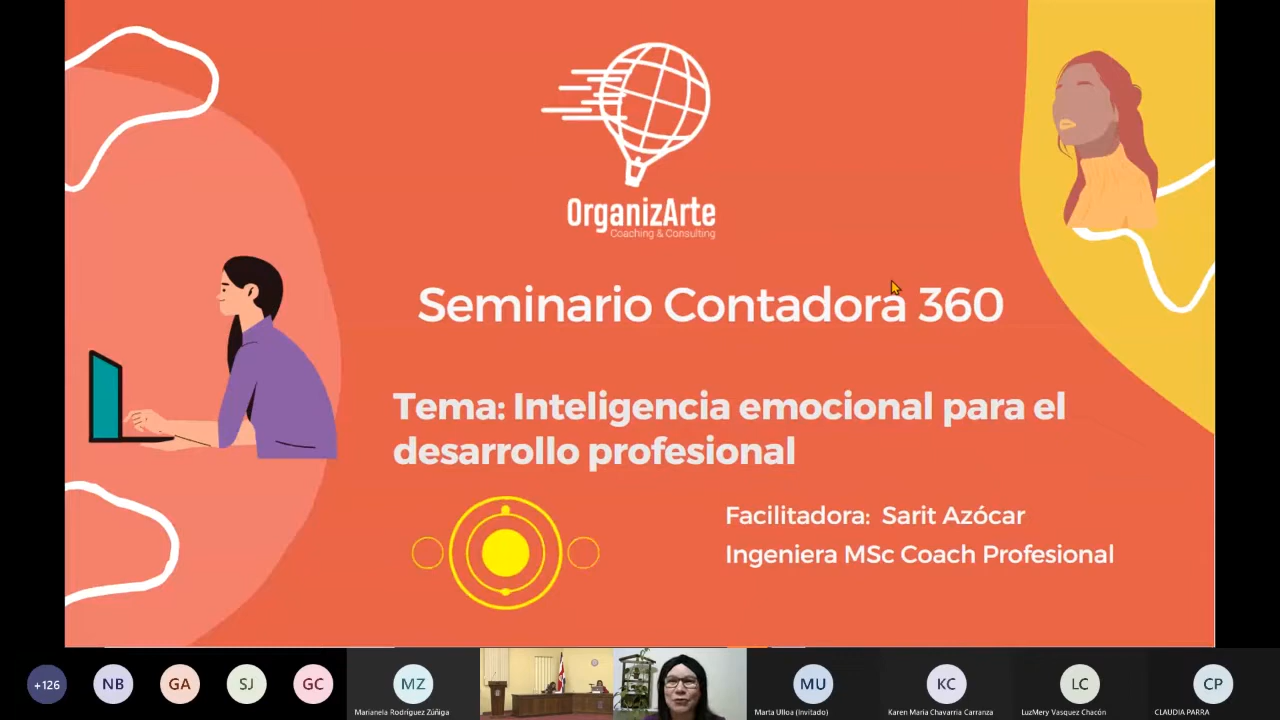 OrganizArte
Coaching & Consulting
Seminario Contadora 360
Tema: Inteligencia emocional para el
desarrollo profesional
Facilitadora: Sarit Azócar
Ingeniera MSc Coach Profesional
+126
NB
GA
SJ
GC
MZ
Marianela Rodríguez Zúñiga
MU
Marta Ulloa (Invitado)
KC
Karen Maria Chavarria Carranza
LC
LuzMery Vasquez Chacón
CP
CLAUDIA PARRA